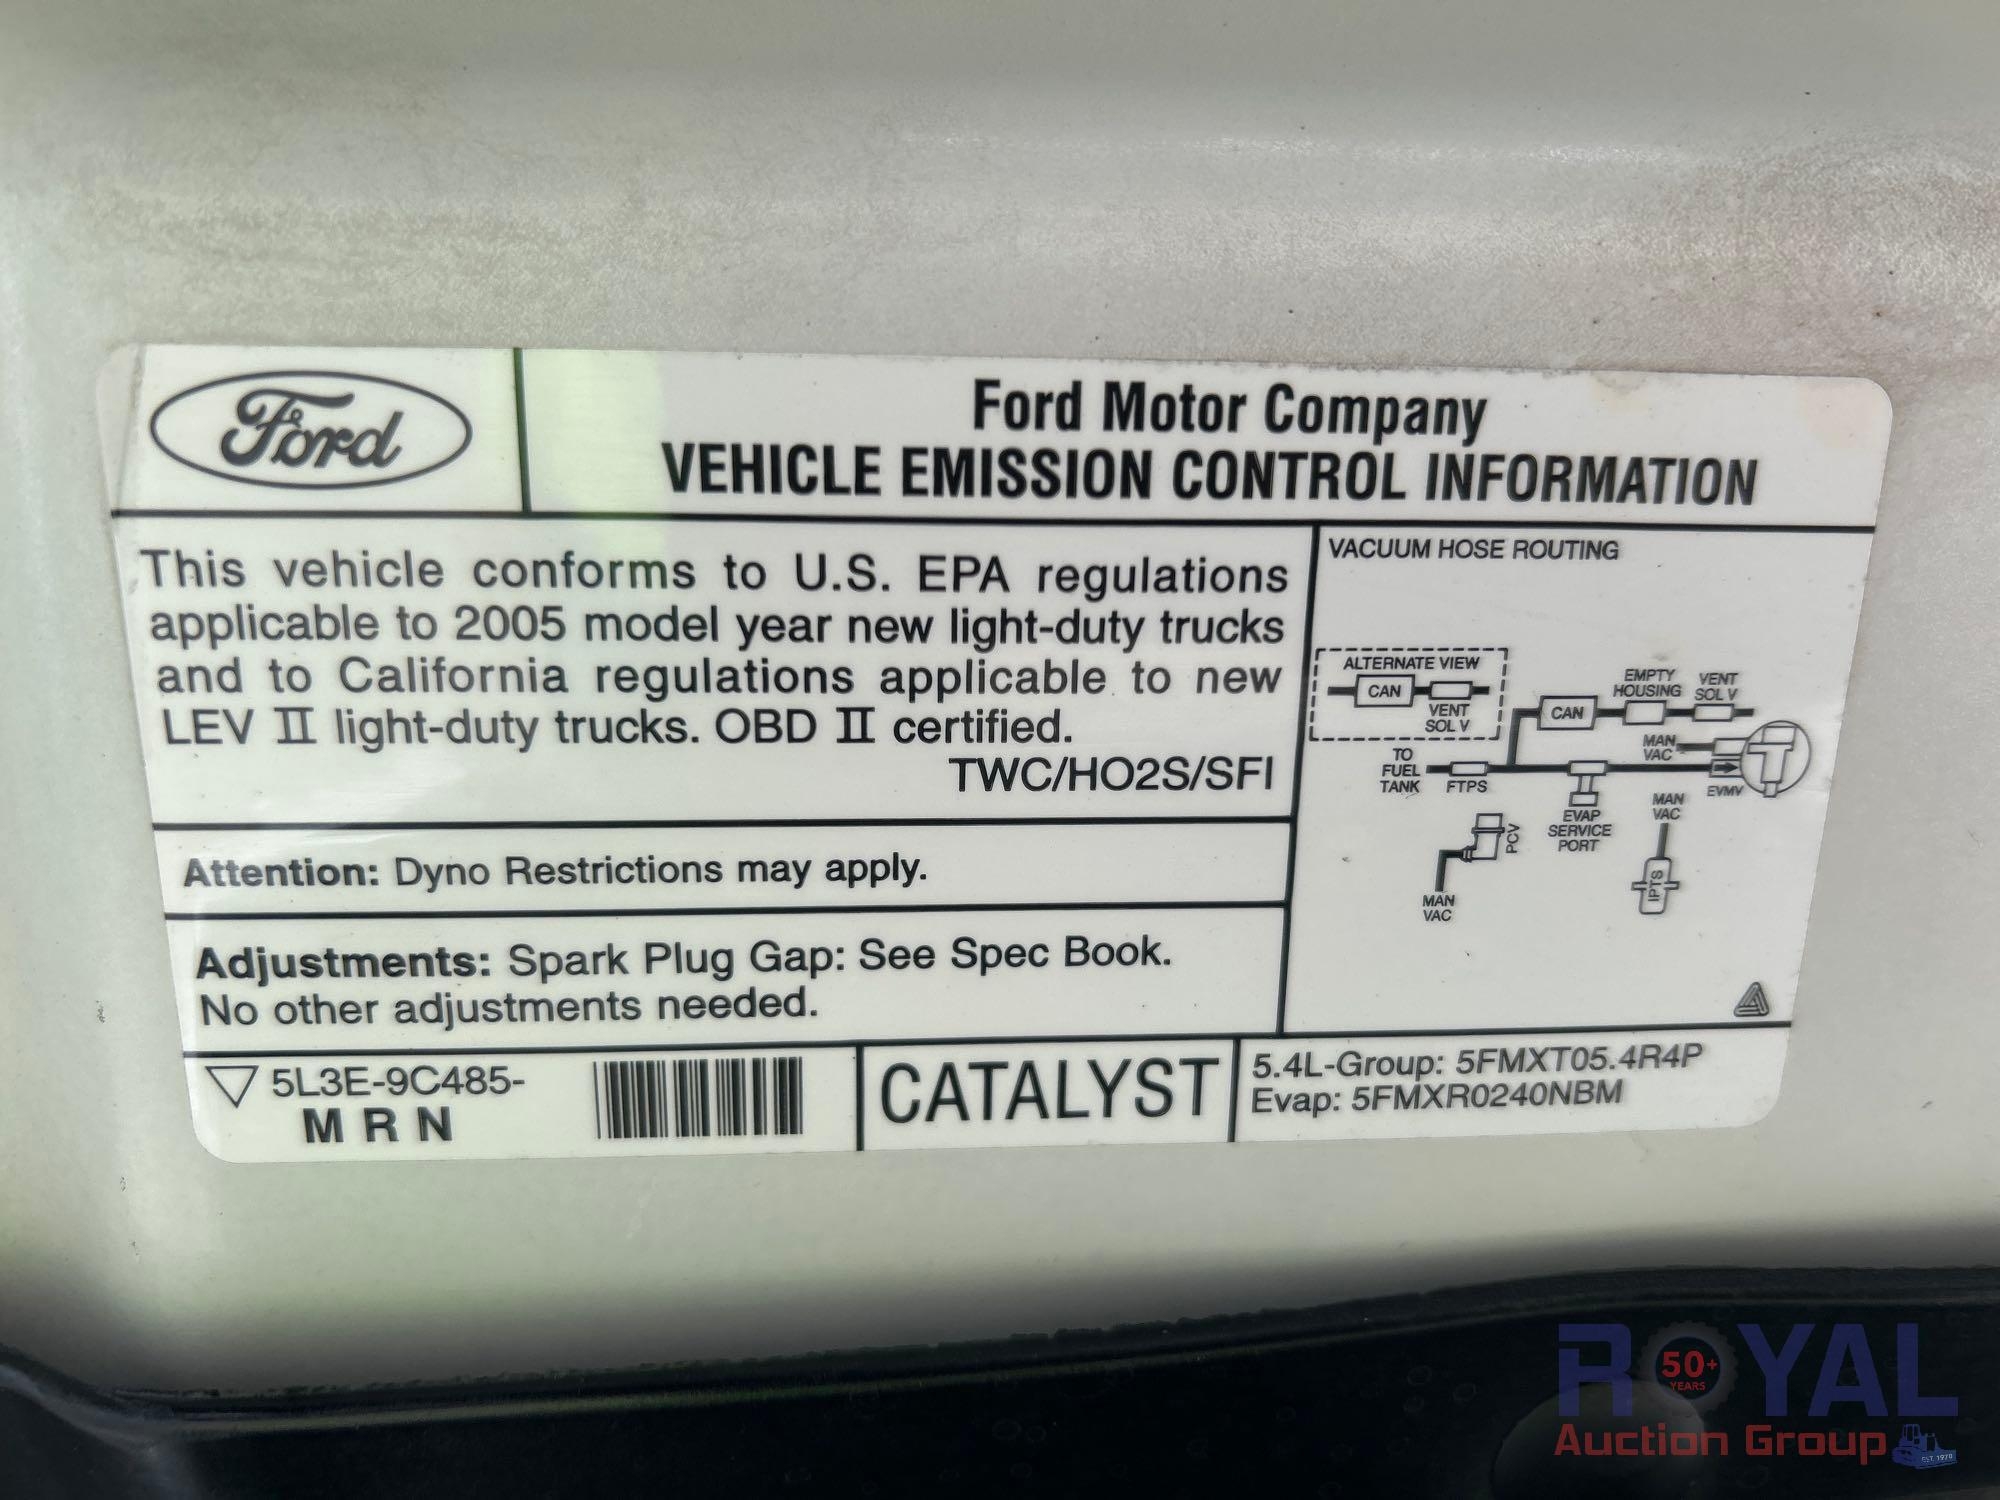 Ford
Ford Motor Company
VEHICLE EMISSION CONTROL INFORMATION
This vehicle conforms to U.S. EPA regulations
applicable to 2005 model year new light-duty trucks
and to California regulations applicable to new
LEV II light-duty trucks. OBD II certified.
TWC/HO2S/SFI
Attention: Dyno Restrictions may apply.
Adjustments: Spark Plug Gap: See Spec Book.
No other adjustments needed.
VACUUM HOSE ROUTING
ALTERNATE VIEW
CAN
VENT
SOL V
EMPTY
HOUSING
VENT
SOL V
CAN
MAN
VAC
TO
FUEL
TANK
FTPS
EVMV
EVAP
SERVICE
PORT
MAN
VAC
PCV
IPTS
MAN
VAC
5L3E-9C485-
M R N
CATALYST
5.4L-Group: 5FMXT05.4R4P
Evap: 5FMXR0240NBM
ROYAL
50+
YEARS
Auction Group
EST. 1970